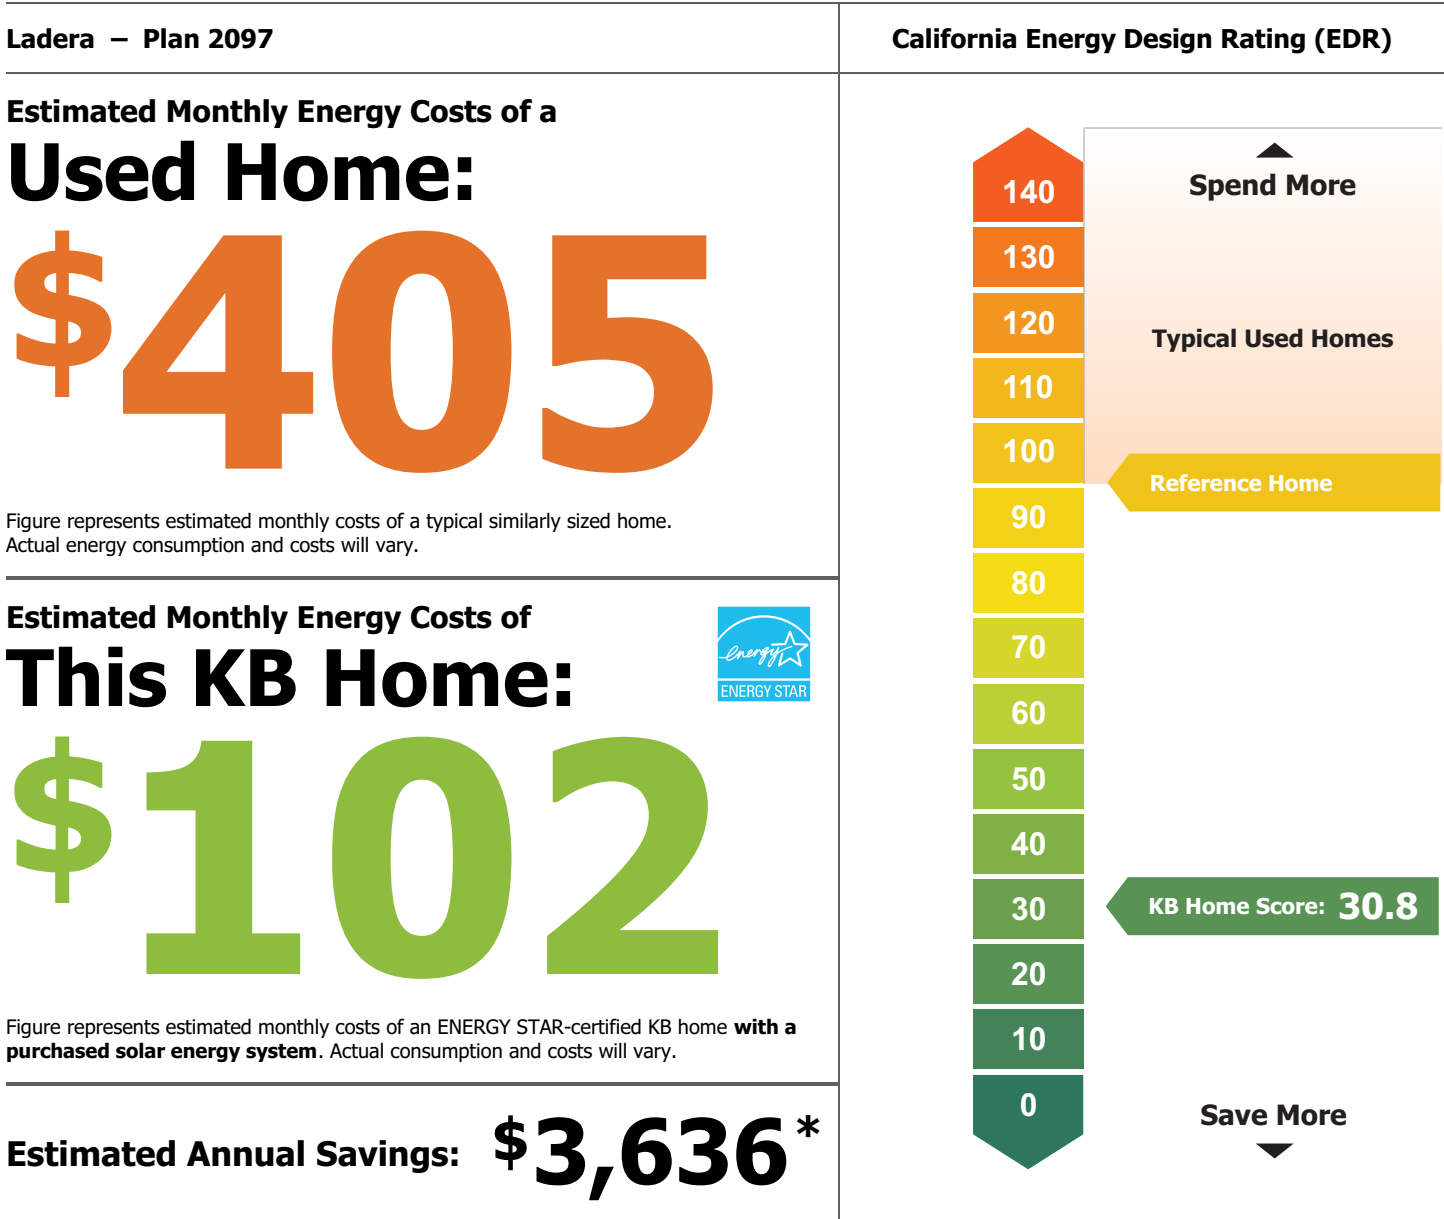 Ladera – Plan 2097
Estimated Monthly Energy Costs of a
Used Home:
$405
Figure represents estimated monthly costs of a typical similarly sized home.
Actual energy consumption and costs will vary.
Estimated Monthly Energy Costs of
This KB Home:
energy
ENERGY STAR
$102
Figure represents estimated monthly costs of an ENERGY STAR-certified KB home with a
purchased solar energy system. Actual consumption and costs will vary.
Estimated Annual Savings: $3,636*
California Energy Design Rating (EDR)
Spend More
140
130
120
Typical Used Homes
110
100
Reference Home
90
80
70
60
50
40
30
KB Home Score: 30.8
20
10
0
Save More